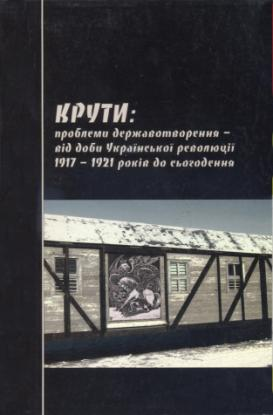 КРУТИ:
проблеми державотворення –
від доби Української революції
1917 – 1921 років до сьогодення